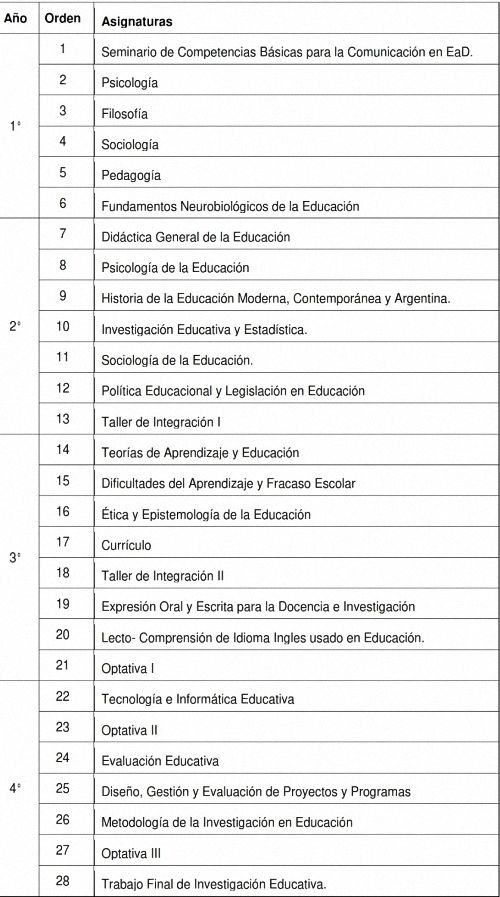 Año Orden Asignaturas
1° 
1 Seminario de Competencias Básicas para la Comunicación en EaD.
2 Psicología
3 Filosofía
4 Sociología
5 Pedagogía
6 Fundamentos Neurobiológicos de la Educación
2°
7 Didáctica General de la Educación
8 Psicología de la Educación
9 Historia de la Educación Moderna, Contemporánea y Argentina.
10 Investigación Educativa y Estadística.
11 Sociología de la Educación.
12 Política Educacional y Legislación en Educación
13 Taller de Integración I
3°
14 Teorías de Aprendizaje y Educación
15 Dificultades del Aprendizaje y Fracaso Escolar
16 Ética y Epistemología de la Educación
17 Currículo
18 Taller de Integración II
19 Expresión Oral y Escrita para la Docencia e Investigación
20 Lecto- Comprensión de Idioma Ingles usado en Educación.
21 Optativa I
4°
22 Tecnología e Informática Educativa
23 Optativa II
24 Evaluación Educativa
25 Diseño, Gestión y Evaluación de Proyectos y Programas
26 Metodología de la Investigación en Educación
27 Optativa III
28 Trabajo Final de Investigación Educativa.